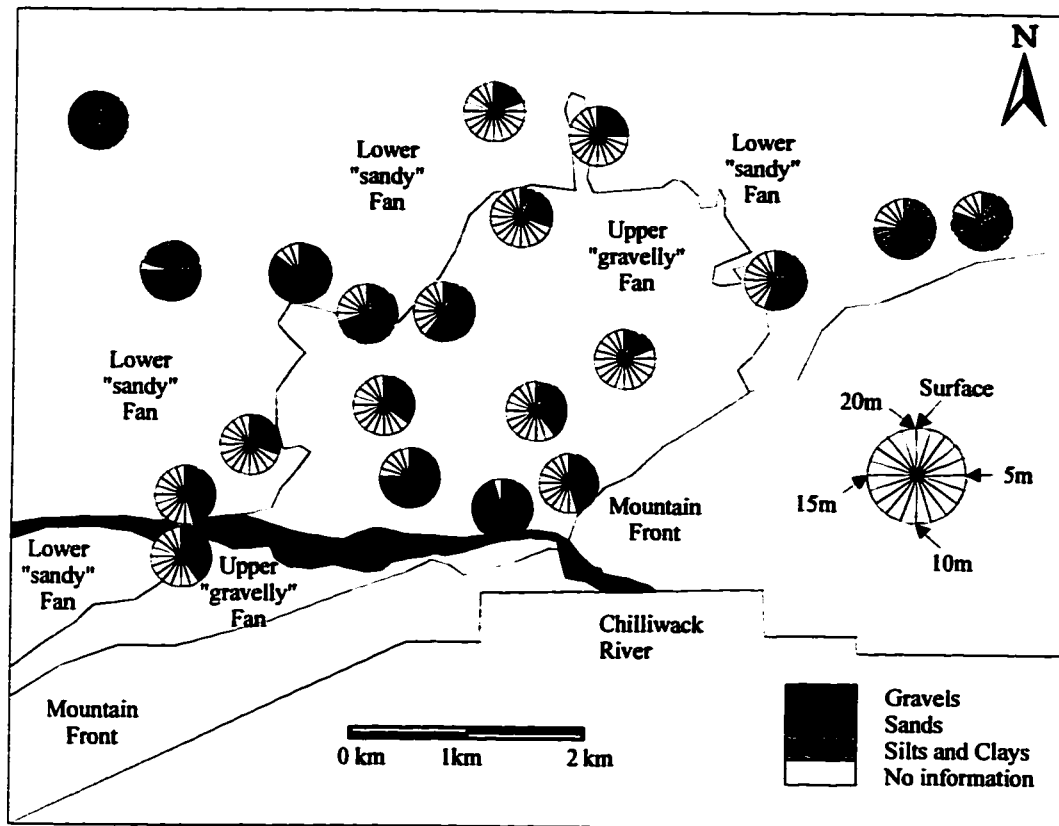 N
Lower
"sandy"
Fan
Lower
"sandy"
Fan
Upper
"gravelly"
Fan
Lower
"sandy"
Fan
20m
Surface
15m
5m
10m
Mountain
Front
Lower
"sandy"
Fan
Upper
"gravelly"
Fan
Chilliwack
River
Mountain
Front
0 km 1km 2 km
Gravels
Sands
Silts and Clays
No information